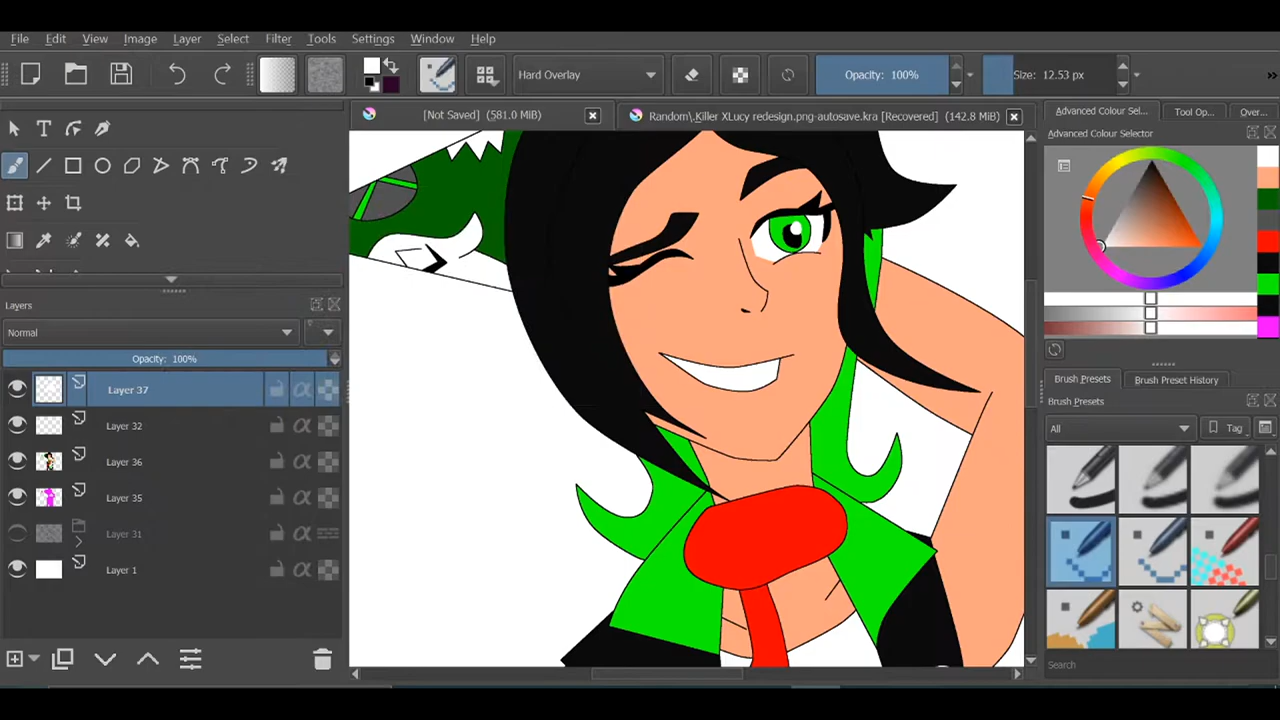 File Edit View Image Layer Select Filter Tools Settings Window Help
Hard Overlay
Opacity: 100%
Size: 12.53 px
»
[Not Saved] (581.0 MiB)
Random\.Killer XLucy redesign.png-autosave.kra [Recovered] (142.8 MiB)
Advanced Colour Sel...
Tool Op...
Over...
Advanced Colour Selector
Layers
Normal
Opacity: 100%
Layer 37
Layer 32
Layer 36
Layer 35
Layer 31
Layer 1
Brush Presets
Brush Preset History
Brush Presets
All
Tag
Search